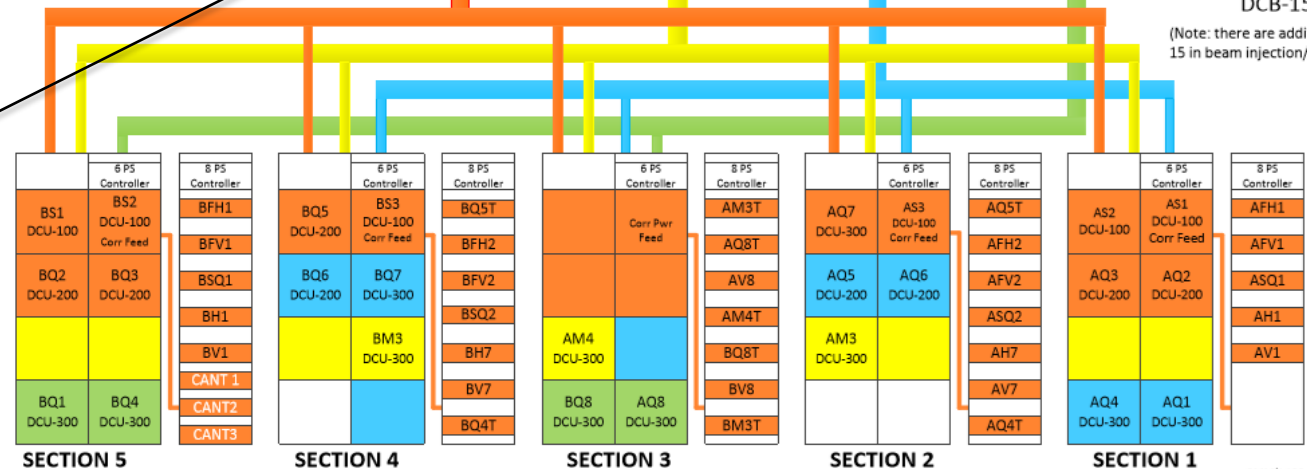 DCB-15
(Note: there are addi
15 in beam injection/
6 PS
Controller
BS1
DCU-100
BS2
DCU-100
Corr Feed
BQ2
DCU-200
BQ3
DCU-200
BQ1
DCU-300
BQ4
DCU-300
8 PS
Controller
BFH1
BFV1
BSQ1
BH1
BV1
CANT 1
CANT2
CANT3
SECTION 5
6 PS
Controller
BQ5
DCU-200
BS3
DCU-100
Corr Feed
BQ6
DCU-200
BQ7
DCU-300
BM3
DCU-300
8 PS
Controller
BQ5T
BFH2
BFV2
BSQ2
BH7
BV7
BQ4T
SECTION 4
6 PS
Controller
Corr Pwr
Feed
AM4
DCU-300
BQ8
DCU-300
AQ8
DCU-300
8 PS
Controller
AM3T
AQ8T
AV8
AM4T
BQ8T
BV8
BM3T
SECTION 3
6 PS
Controller
AQ7
DCU-300
AS3
DCU-100
Corr Feed
AQ5
DCU-200
AQ6
DCU-200
AM3
DCU-300
8 PS
Controller
AQ5T
AFH2
AFV2
ASQ2
AH7
AV7
AQ4T
SECTION 2
6 PS
Controller
AS2
DCU-100
AS1
DCU-100
Corr Feed
AQ3
DCU-200
AQ2
DCU-200
AQ4
DCU-300
AQ1
DCU-300
8 PS
Controller
AFH1
AFV1
ASQ1
AH1
AV1
SECTION 1